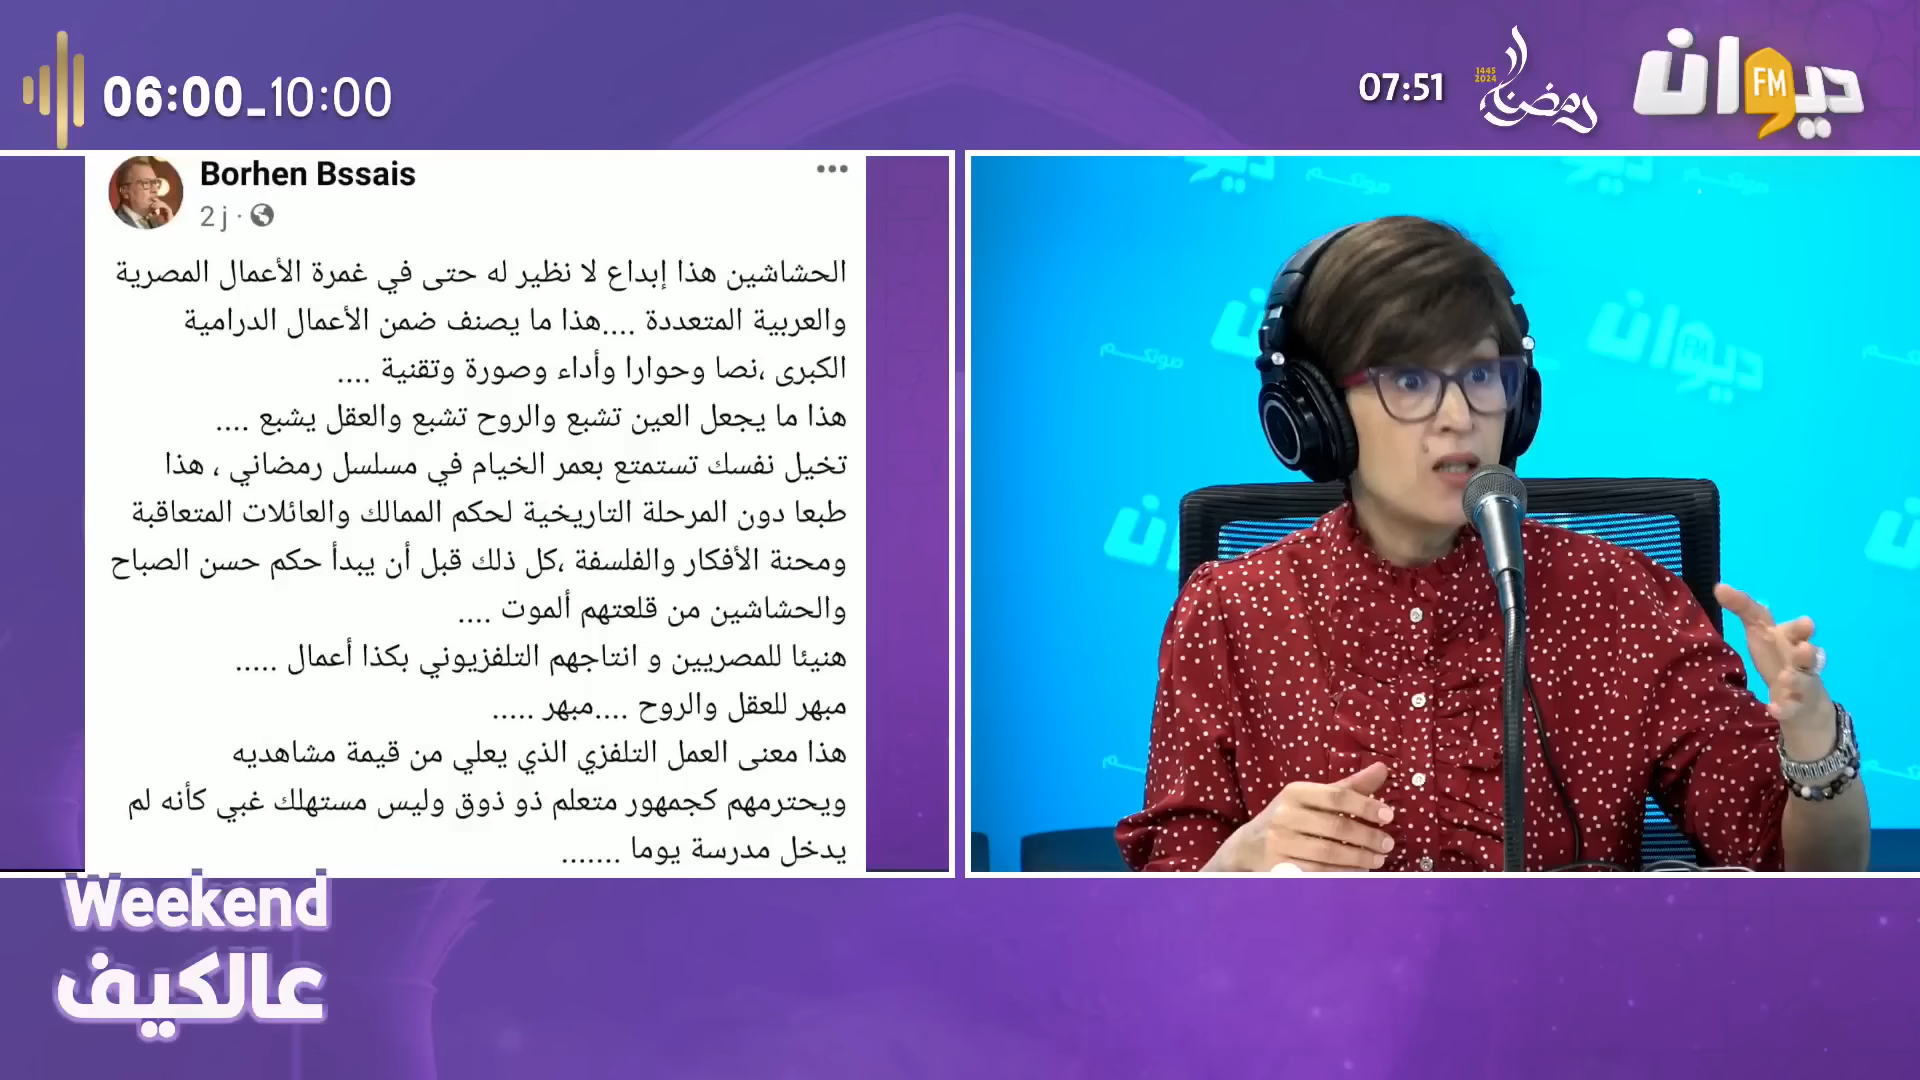 06:00_10:00
07:51
1445
2024
رمضان
ديوان
FM
Borhen Bssais
2 j ·
الحشاشين هذا إبداع لا نظير له حتى في غمرة الأعمال المصرية
والعربية المتعددة ....هذا ما يصنف ضمن الأعمال الدرامية
الكبرى ،نصا وحوارا وأداء وصورة وتقنية ....
هذا ما يجعل العين تشبع والروح تشبع والعقل يشبع ....
تخيل نفسك تستمتع بعمر الخيام في مسلسل رمضاني ، هذا
طبعا دون المرحلة التاريخية لحكم الممالك والعائلات المتعاقبة
ومحنة الأفكار والفلسفة ،كل ذلك قبل أن يبدأ حكم حسن الصباح
والحشاشين من قلعتهم ألموت ....
هنيئا للمصريين و انتاجهم التلفزيوني بكذا أعمال .....
مبهر للعقل والروح ....مبهر .....
هذا معنى العمل التلفزي الذي يعلي من قيمة مشاهديه
ويحترمهم كجمهور متعلم ذو ذوق وليس مستهلك غبي كأنه لم
يدخل مدرسة يوما .......
ديوان
FM
صوتكم
Weekend
عالكيف